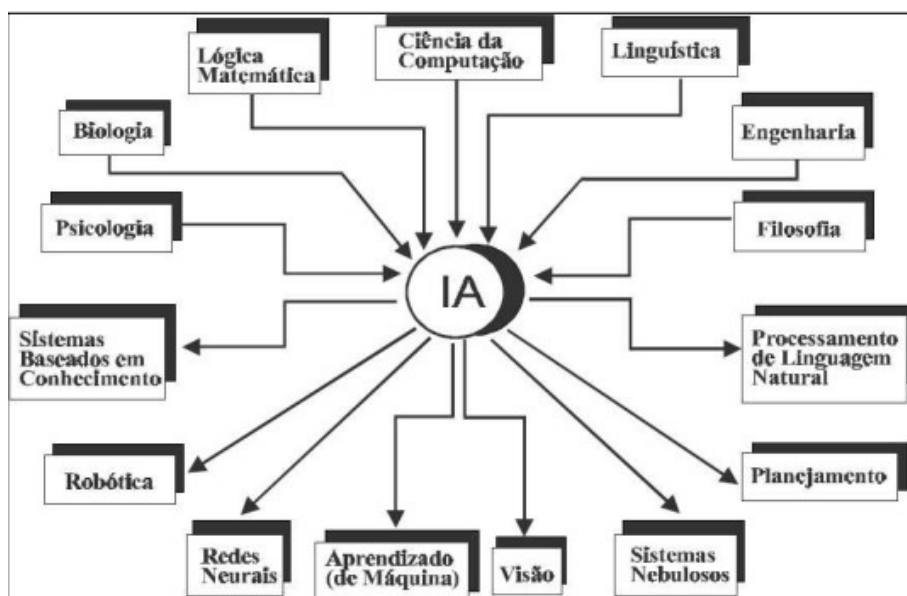 Lógica
Matemática
Ciência da
Computação
Linguística
Biologia
Engenharia
Psicologia
Filosofia
IA
Sistemas
Baseados em
Conhecimento
Processamento
de Linguagem
Natural
Robótica
Planejamento
Redes
Neurais
Aprendizado
(de Máquina)
Visão
Sistemas
Nebulosos